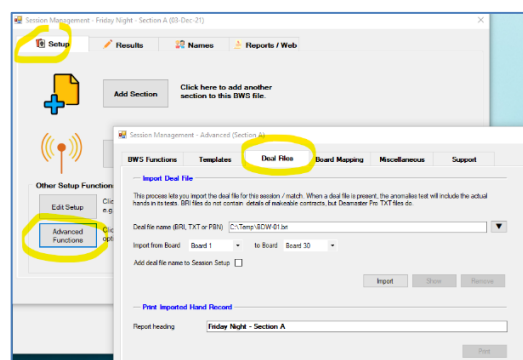 Session Management - Friday Night - Section A (03-Dec-21)
Setup
Results
Names
Reports / Web
Add Section
Click here to add another
section to this BWS file.
Session Management - Advanced (Section A)
BWS Functions
Templates
Deal Files
Board Mapping
Miscellaneous
Support
Import Deal File
This process lets you import the deal file for this session / match. When a deal file is present, the anomalies test will include the actual
hands in its tests. BRI files do not contain details of makeable contracts, but Dealmaster Pro TXT files do.
Deal file name (BRI, TXT or PBN)
Import from Board
Board 1
to Board
Board 30
Add deal file name to Session Setup
Import
Show
Remove
Print Imported Hand Record
Report heading
Friday Night - Section A
Print
Other Setup Function
Edit Setup
Clic
e.g
Advanced
Functions
Clic
opti